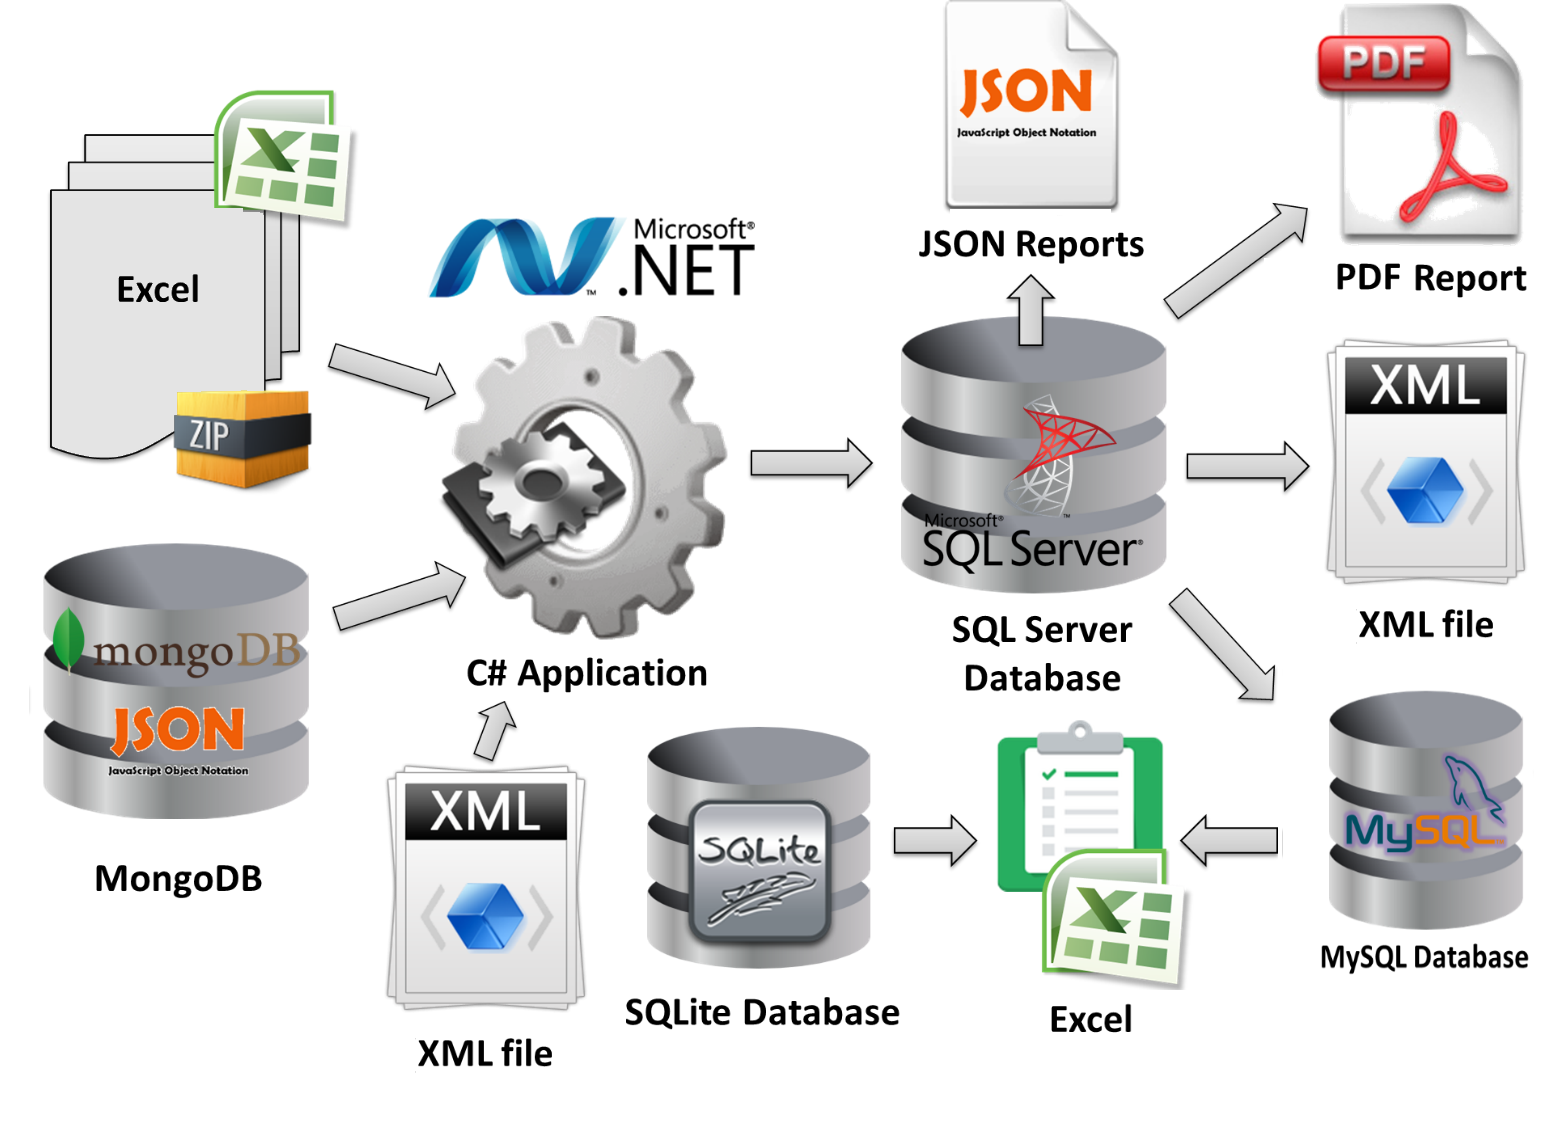 Excel
ZIP
mongoDB
JSON
JavaScript Object Notation
MongoDB
Microsoft®
.NET
™
C# Application
XML
XML file
SQLite
SQLite Database
JSON
JavaScript Object Notation
JSON Reports
Microsoft®
™
SQL Server®
SQL Server
Database
PDF
PDF Report
XML
XML file
MySQL
MySQL Database
Excel